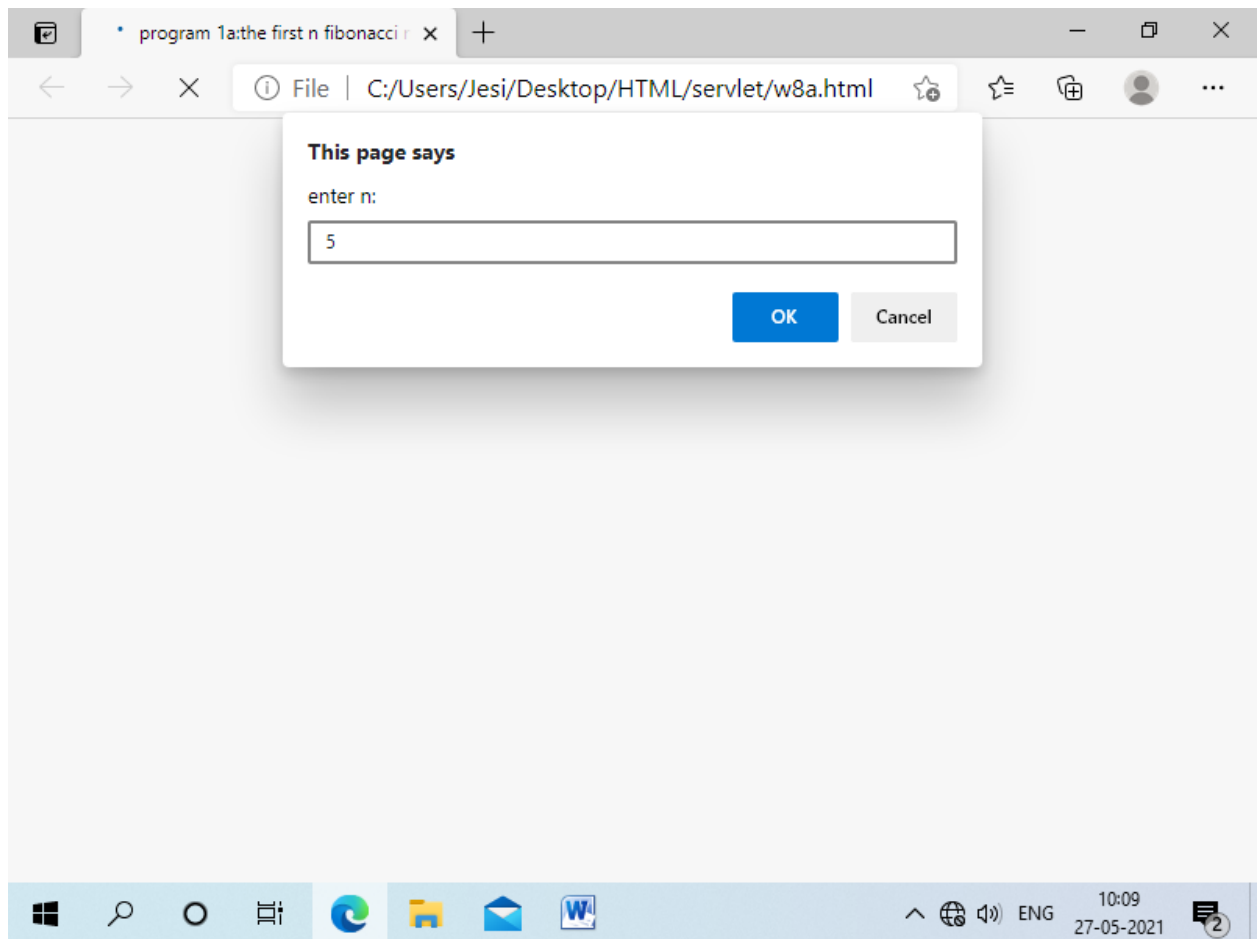 program 1a:the first n fibonacci
File
C:/Users/Jesi/Desktop/HTML/servlet/w8a.html
This page says
enter n:
5
OK
Cancel
W
ENG
10:09
27-05-2021
2